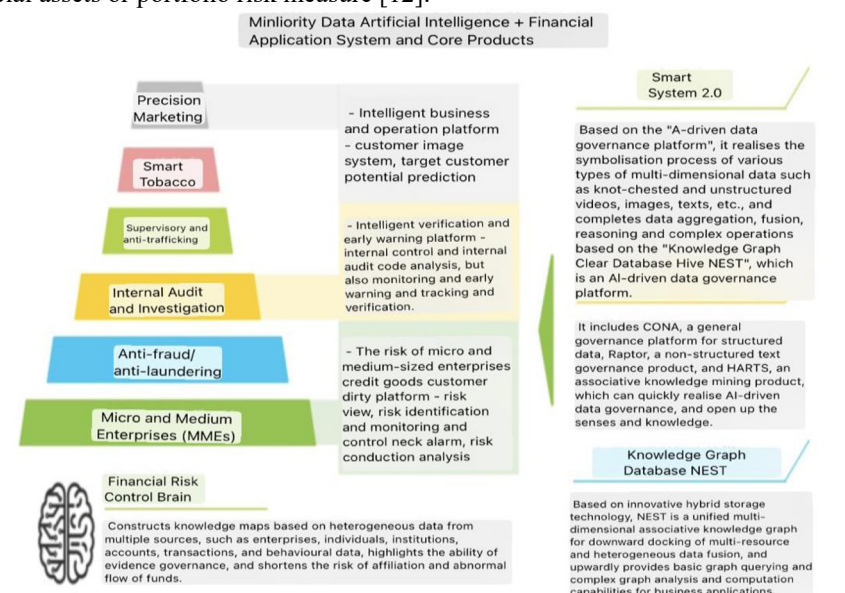 cial assets of portfolio risk measure [12].
Minliority Data Artificial Intelligence + Financial
Application System and Core Products
Precision
Marketing
Smart
Tobacco
Supervisory and
anti-trafficking
Internal Audit
and Investigation
Anti-fraud/
anti-laundering
Micro and Medium
Enterprises (MMEs)
- Intelligent business
and operation platform
- customer image
system, target customer
potential prediction
- Intelligent verification and
early warning platform -
internal control and internal
audit code analysis, but
also monitoring and early
warning and tracking and
verification.
- The risk of micro and
medium-sized enterprises
credit goods customer
dirty platform - risk
view, risk identification
and monitoring and
control neck alarm, risk
conduction analysis
Smart
System 2.0
Based on the "A-driven data
governance platform", it realises the
symbolisation process of various
types of multi-dimensional data such
as knot-chested and unstructured
videos, images, texts, etc., and
completes data aggregation, fusion,
reasoning and complex operations
based on the "Knowledge Graph
Clear Database Hive NEST", which
is an AI-driven data governance
platform.
It includes CONA, a general
governance platform for structured
data, Raptor, a non-structured text
governance product, and HARTS, an
associative knowledge mining product,
which can quickly realise AI-driven
data governance, and open up the
senses and knowledge.
Knowledge Graph
Database NEST
Based on innovative hybrid storage
technology, NEST is a unified multi-
dimensional associative knowledge graph
for downward docking of multi-resource
and heterogeneous data fusion, and
upwardly provides basic graph querying and
complex graph analysis and computation
capabilities for business applications
Financial Risk
Control Brain
Constructs knowledge maps based on heterogeneous data from
multiple sources, such as enterprises, individuals, institutions,
accounts, transactions, and behavioural data, highlights the ability of
evidence governance, and shortens the risk of affiliation and abnormal
flow of funds.